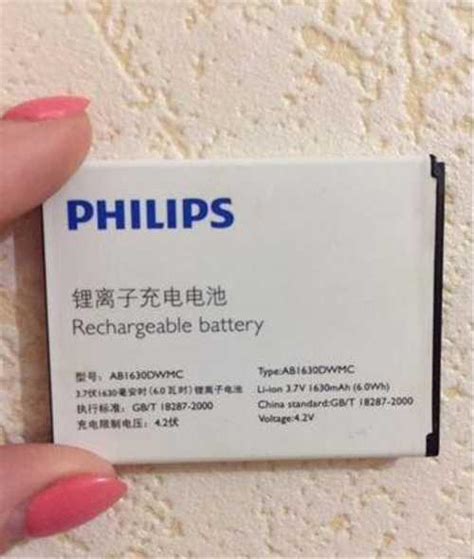 PHILIPS
锂离子充电电池
Rechargeable battery
型号: AB1630DWMC
3.7伏1630毫安时(6.0瓦时)锂离子电池
执行标准: GB/T 18287-2000
充电限制电压: 4.2伏
Type:AB1630DWMC
Li-ion 3.7V 1630mAh (6.0Wh)
China standard:GB/T 18287-2000
Voltage:4.2V